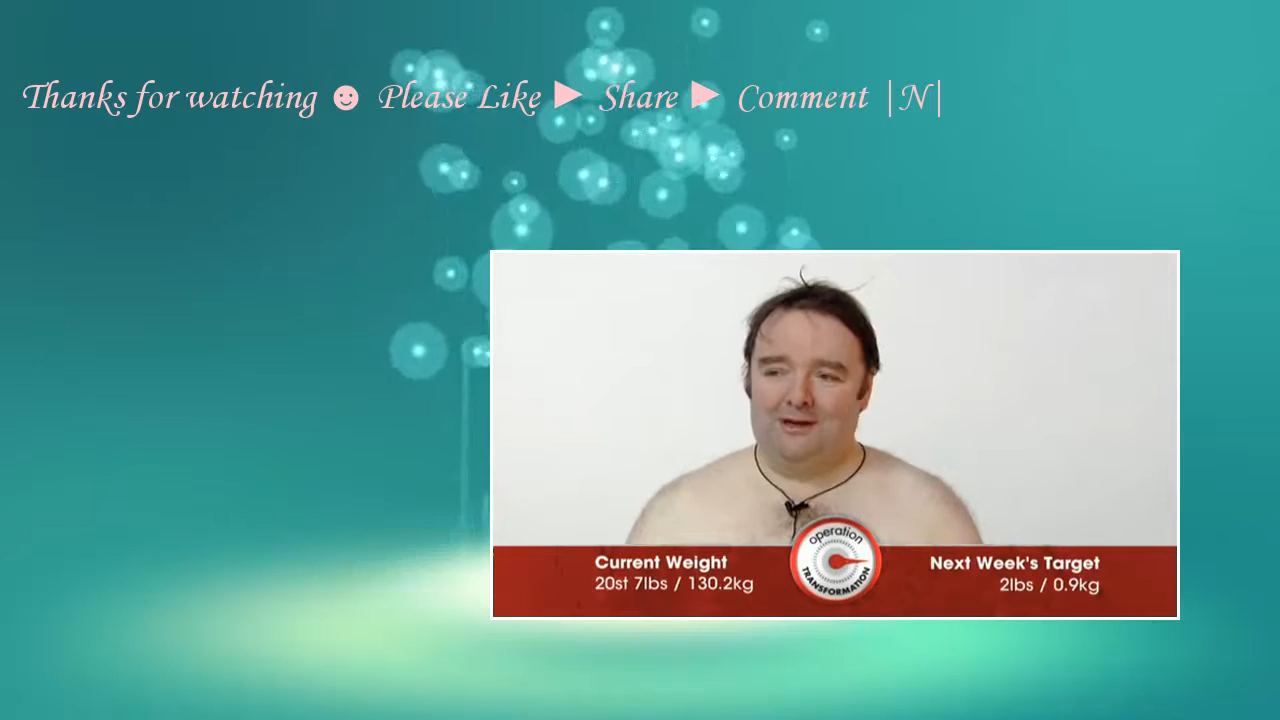 Thanks for watching ☻ Please Like ► Share ► Comment |N|
Current Weight
20st 7lbs / 130.2kg
operation
TRANSFORMATION
Next Week's Target
2lbs / 0.9kg